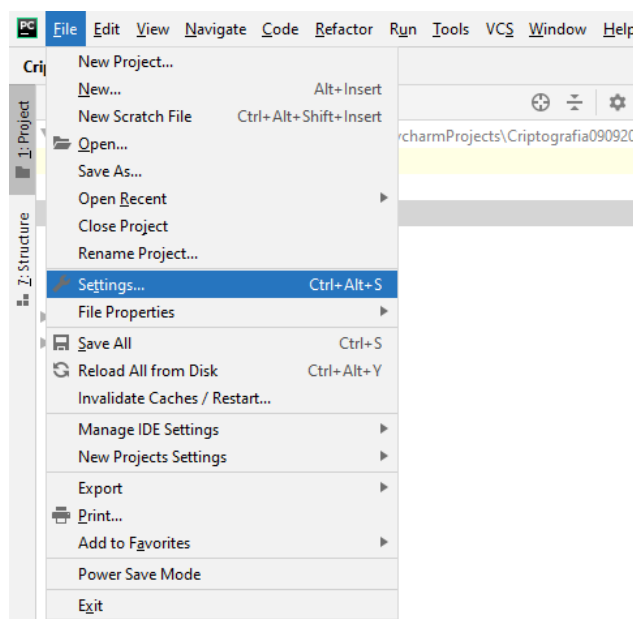 PC File Edit View Navigate Code Refactor Run Tools VCS Window Help
Cri
New Project...
New... Alt+Insert
New Scratch File Ctrl+Alt+Shift+Insert
Open... ycharmProjects\Criptografia09092
Save As...
Open Recent
Close Project
Rename Project...
Settings... Ctrl+Alt+S
File Properties
Save All Ctrl+S
Reload All from Disk Ctrl+Alt+Y
Invalidate Caches / Restart...
Manage IDE Settings
New Projects Settings
Export
Print...
Add to Favorites
Power Save Mode
Exit
1: Project
Z: Structure